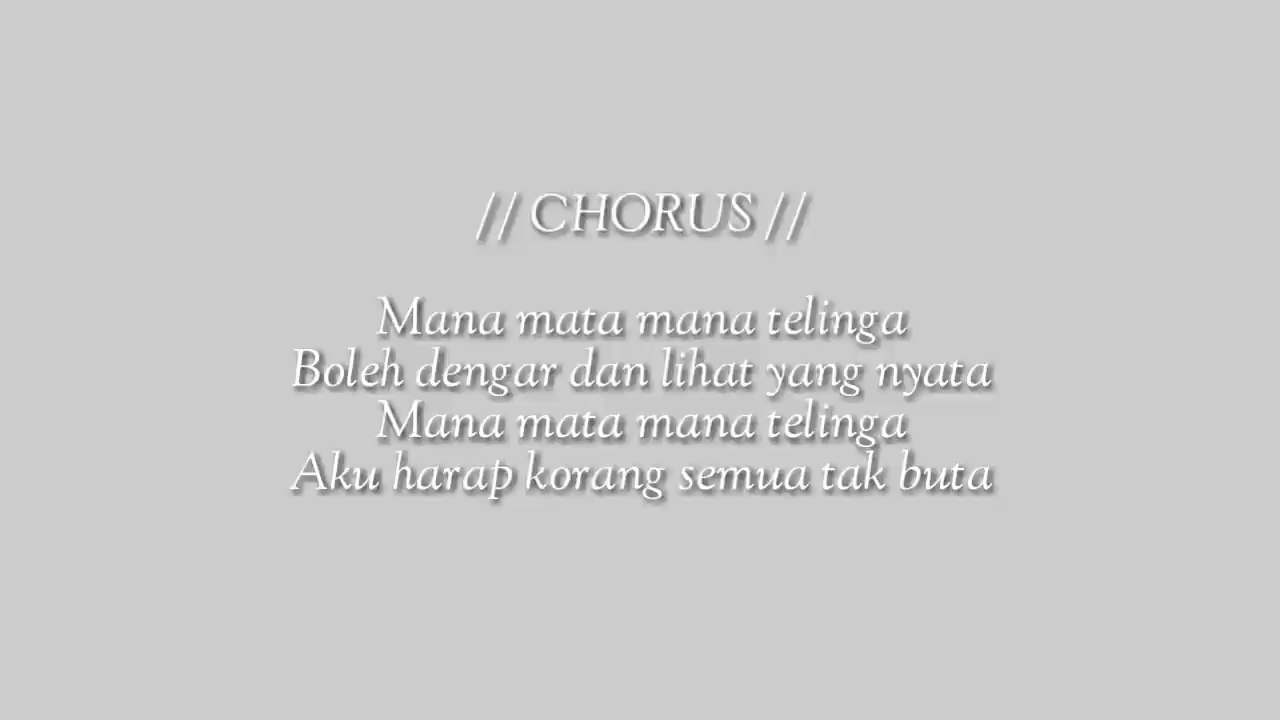 // CHORUS //
Mana mata mana telinga
Boleh dengar dan lihat yang nyata
Mana mata mana telinga
Aku harap korang semua tak buta